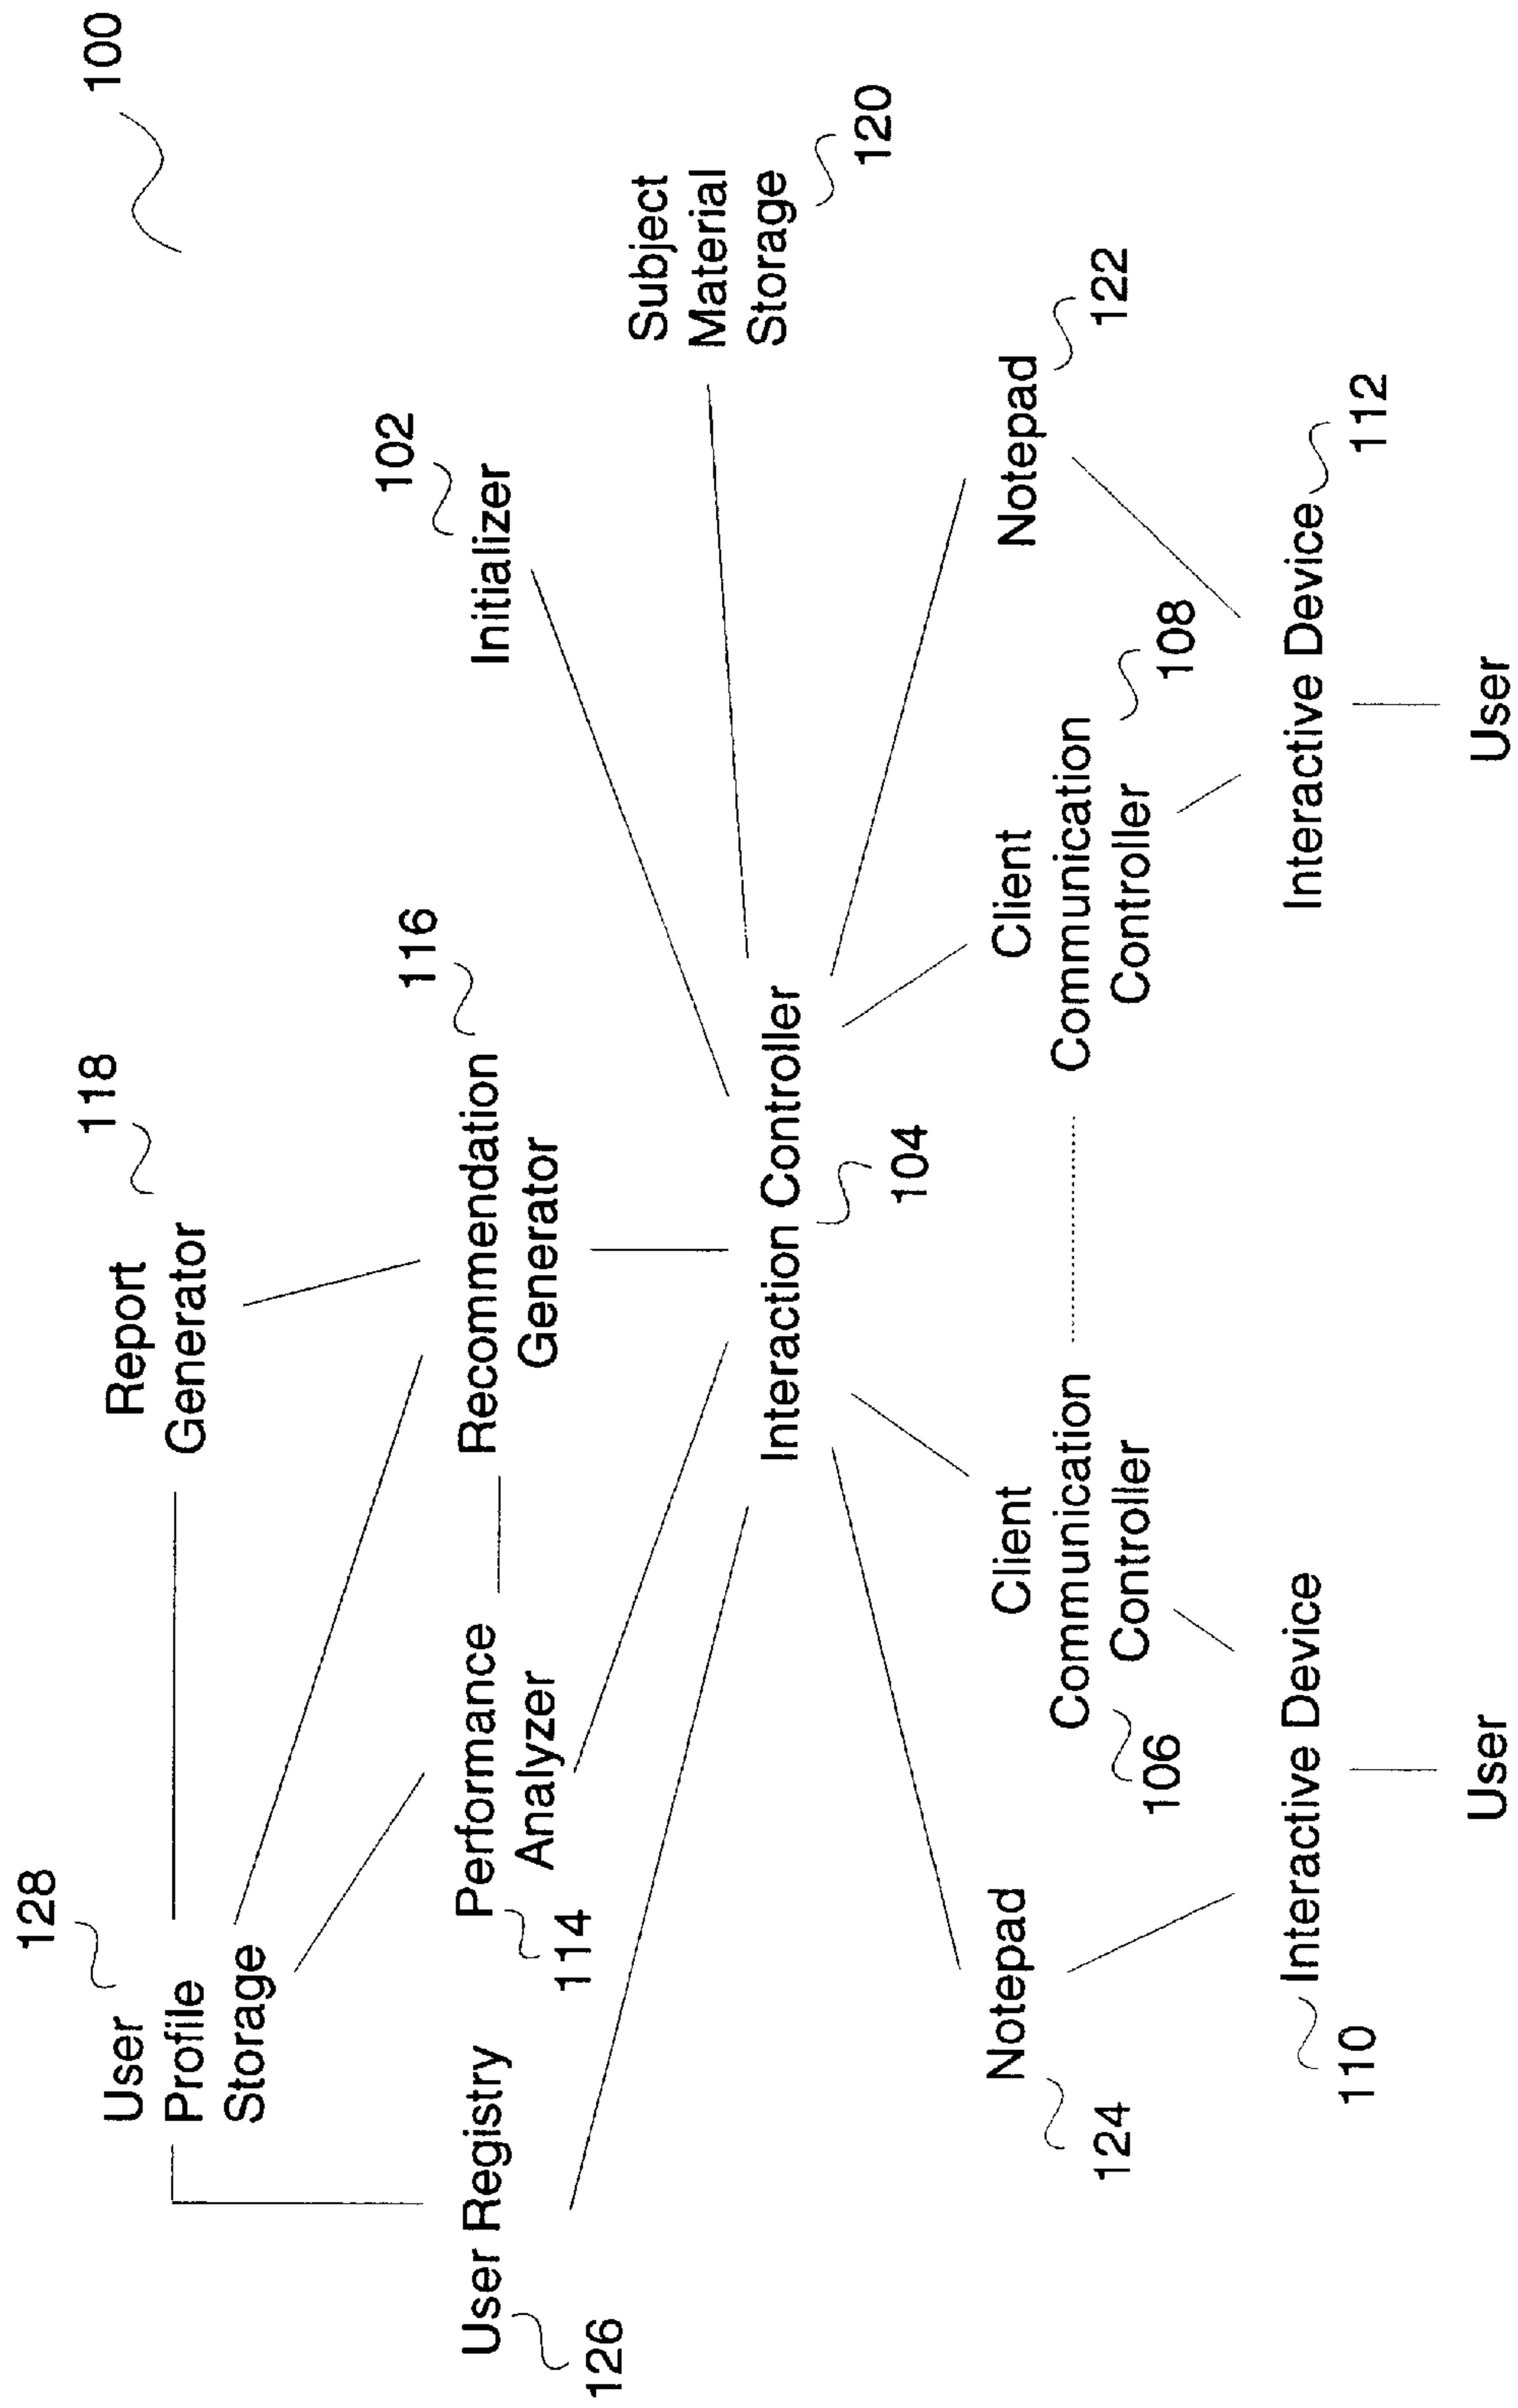 100
128
User
Profile
Storage
118
Report
Generator
116
Recommendation
Generator
102
Initializer
Performance
Analyzer
114
User Registry
126
Subject
Material
Storage
120
Interaction Controller
104
Notepad
124
Client
Communication
Controller
106
Client
Communication
Controller
108
Notepad
122
Interactive Device
110
Interactive Device
112
User
User